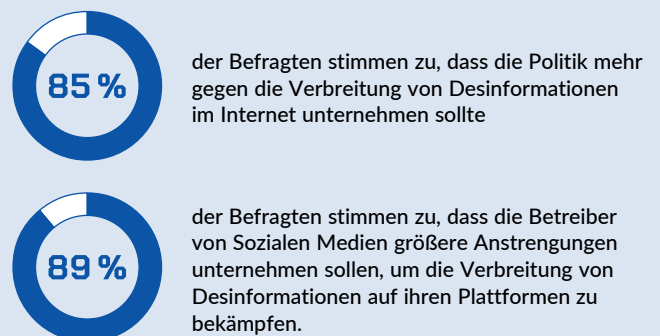 85 %
der Befragten stimmen zu, dass die Politik mehr
gegen die Verbreitung von Desinformationen
im Internet unternehmen sollte
89 %
der Befragten stimmen zu, dass die Betreiber
von Sozialen Medien größere Anstrengungen
unternehmen sollen, um die Verbreitung von
Desinformationen auf ihren Plattformen zu
bekämpfen.